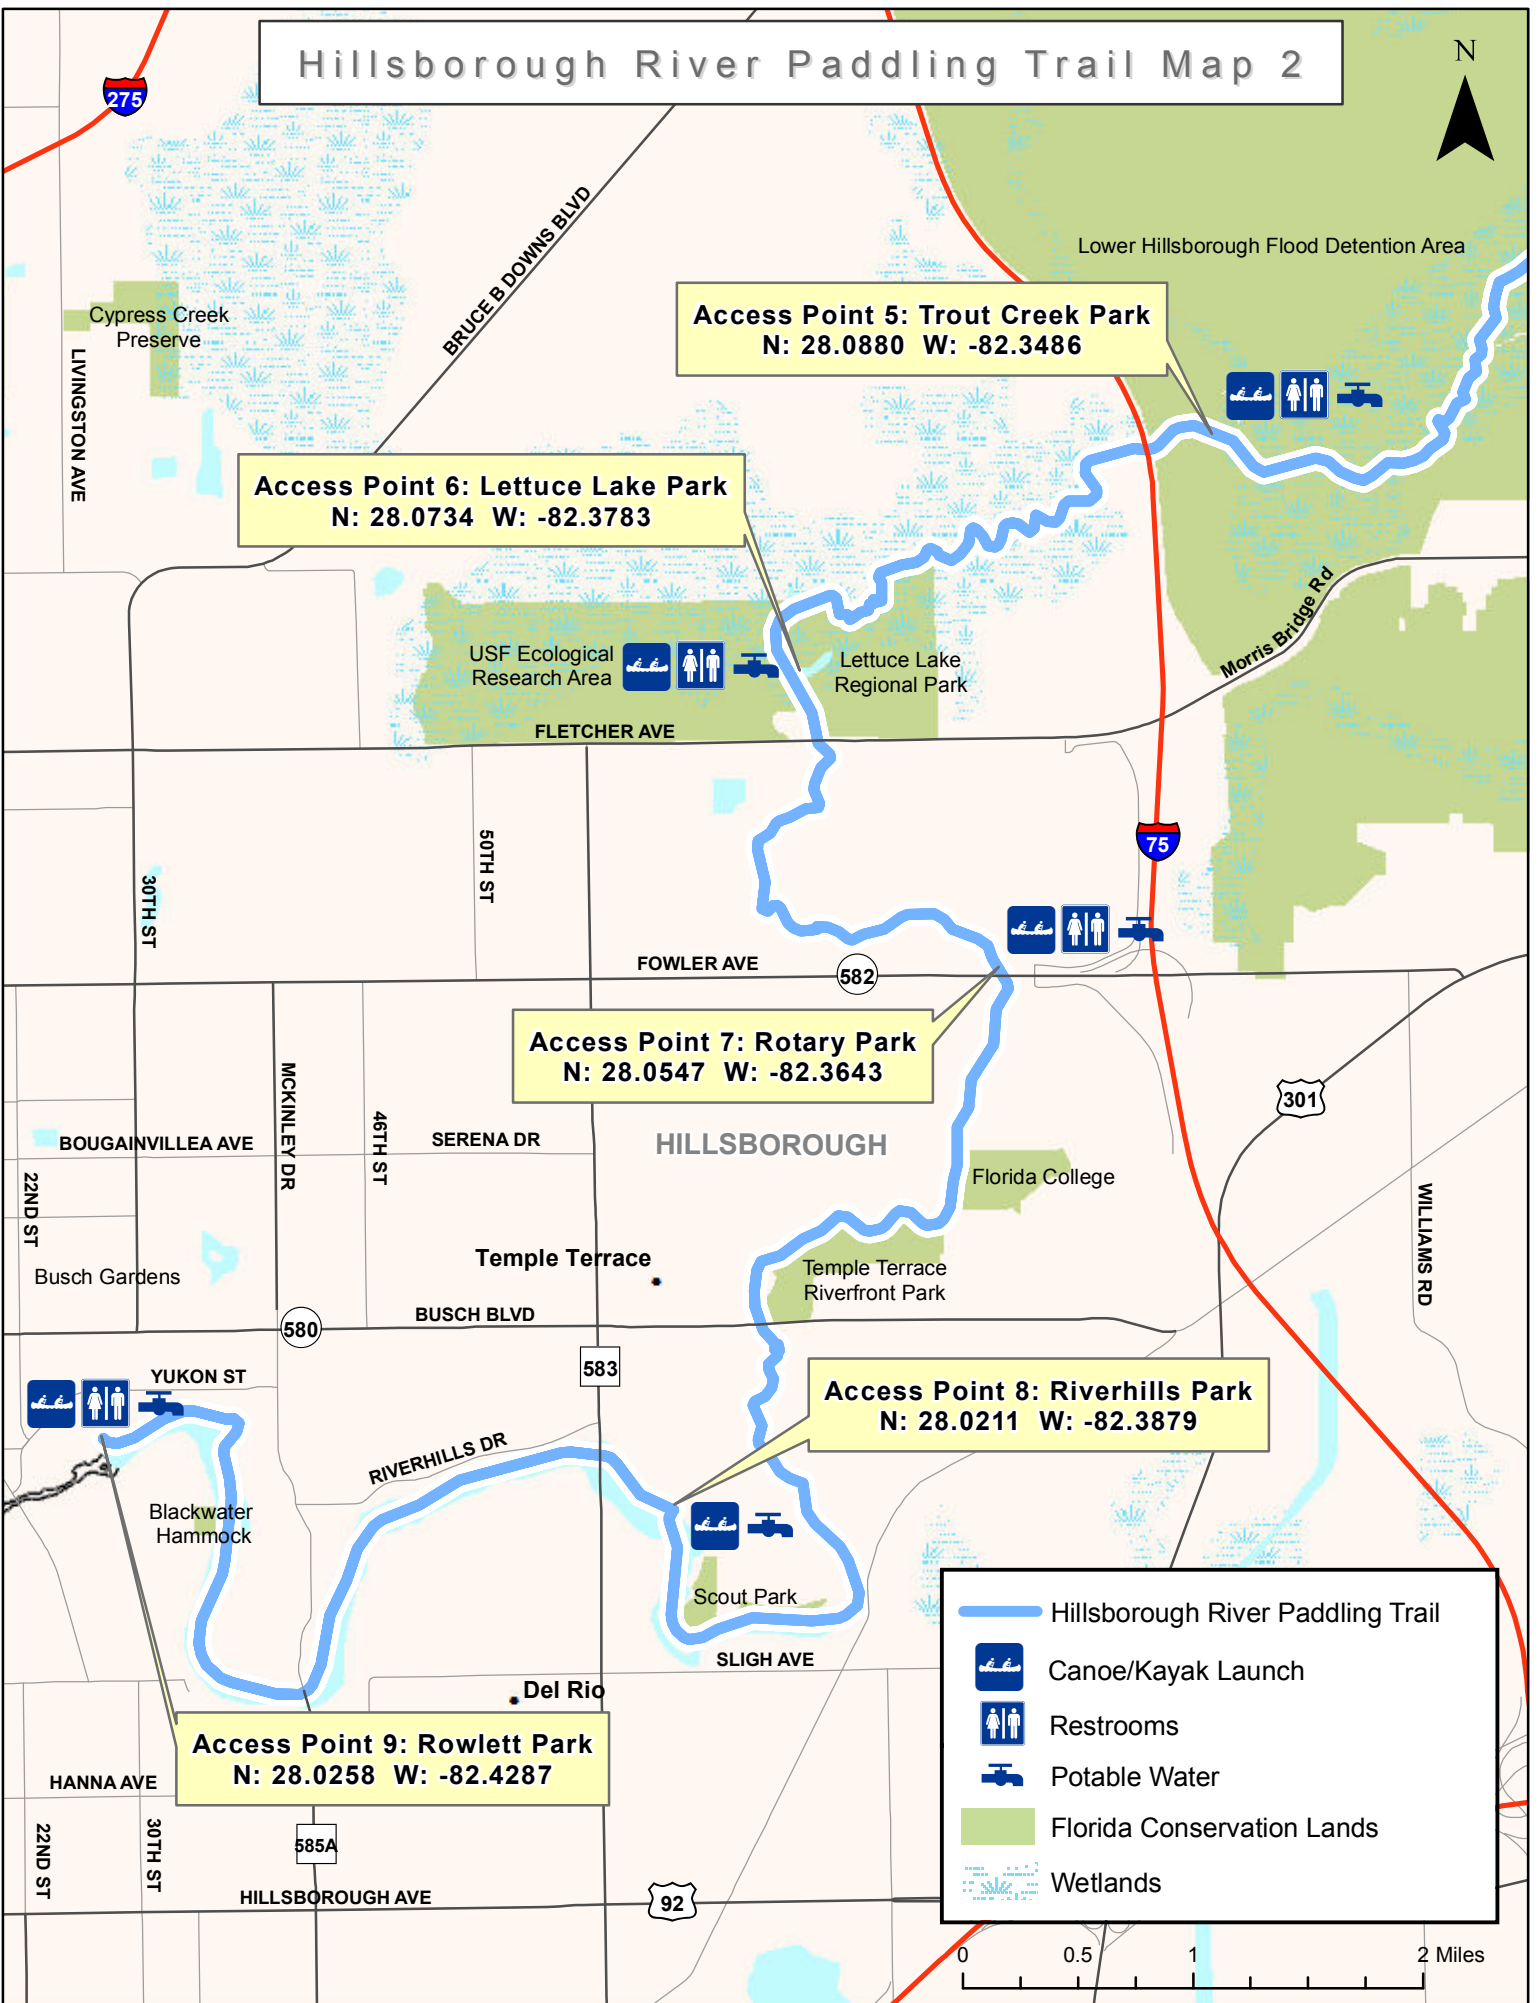 Hillsborough River Paddling Trail Map 2
N
275
BRUCE B DOWNS BLVD
Lower Hillsborough Flood Detention Area
Cypress Creek
Preserve
Access Point 5: Trout Creek Park
N: 28.0880 W: -82.3486
LIVINGSTON AVE
Access Point 6: Lettuce Lake Park
N: 28.0734 W: -82.3783
Morris Bridge Rd
USF Ecological
Research Area
Lettuce Lake
Regional Park
FLETCHER AVE
75
50TH ST
30TH ST
FOWLER AVE
582
Access Point 7: Rotary Park
N: 28.0547 W: -82.3643
301
MCKINLEY DR
46TH ST
BOUGAINVILLEA AVE
SERENA DR
HILLSBOROUGH
22ND ST
Florida College
WILLIAMS RD
Busch Gardens
Temple Terrace
Temple Terrace
Riverfront Park
BUSCH BLVD
580
583
YUKON ST
Access Point 8: Riverhills Park
N: 28.0211 W: -82.3879
RIVERHILLS DR
Blackwater
Hammock
Scout Park
SLIGH AVE
Del Rio
Access Point 9: Rowlett Park
N: 28.0258 W: -82.4287
HANNA AVE
22ND ST
30TH ST
585A
HILLSBOROUGH AVE
92
Hillsborough River Paddling Trail
Canoe/Kayak Launch
Restrooms
Potable Water
Florida Conservation Lands
Wetlands
0 0.5 1 2 Miles